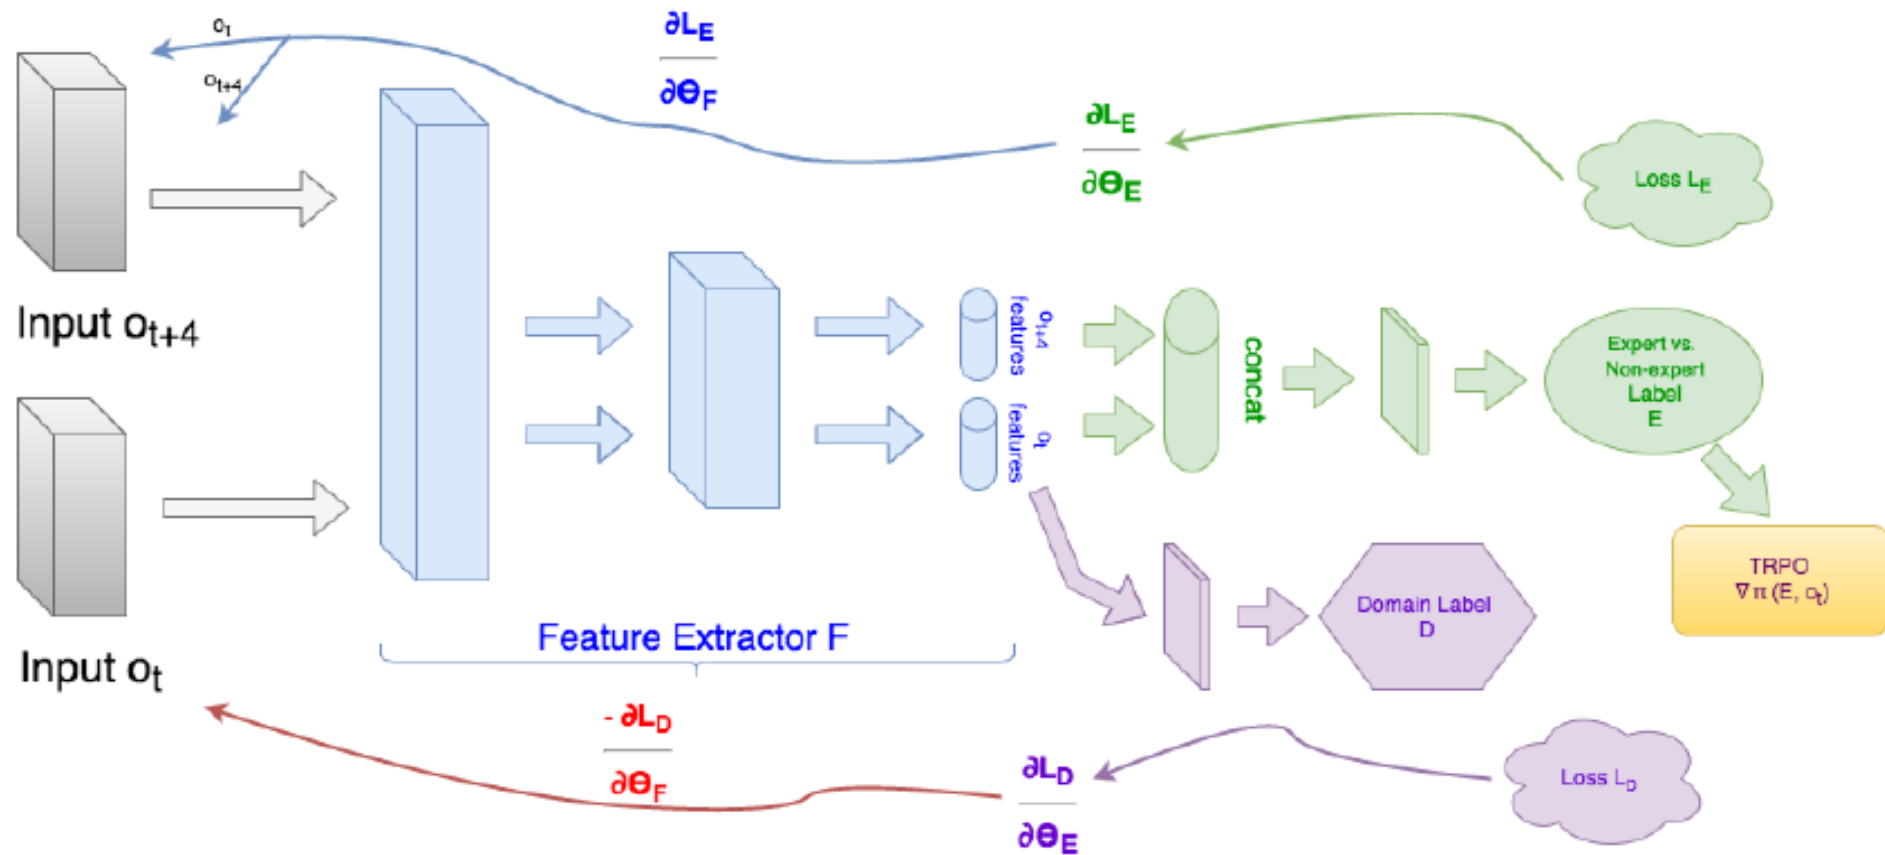 o_t
o_{t+4}
∂L_E
∂Θ_F
∂L_E
∂Θ_E
Loss L_E
Input o_{t+4}
o_{t+4}
features
o_t
features
concat
Expert vs.
Non-expert
Label
E
TRPO
∇π (E, o_t)
Domain Label
D
Feature Extractor F
Input o_t
- ∂L_D
∂Θ_F
∂L_D
∂Θ_E
Loss L_D